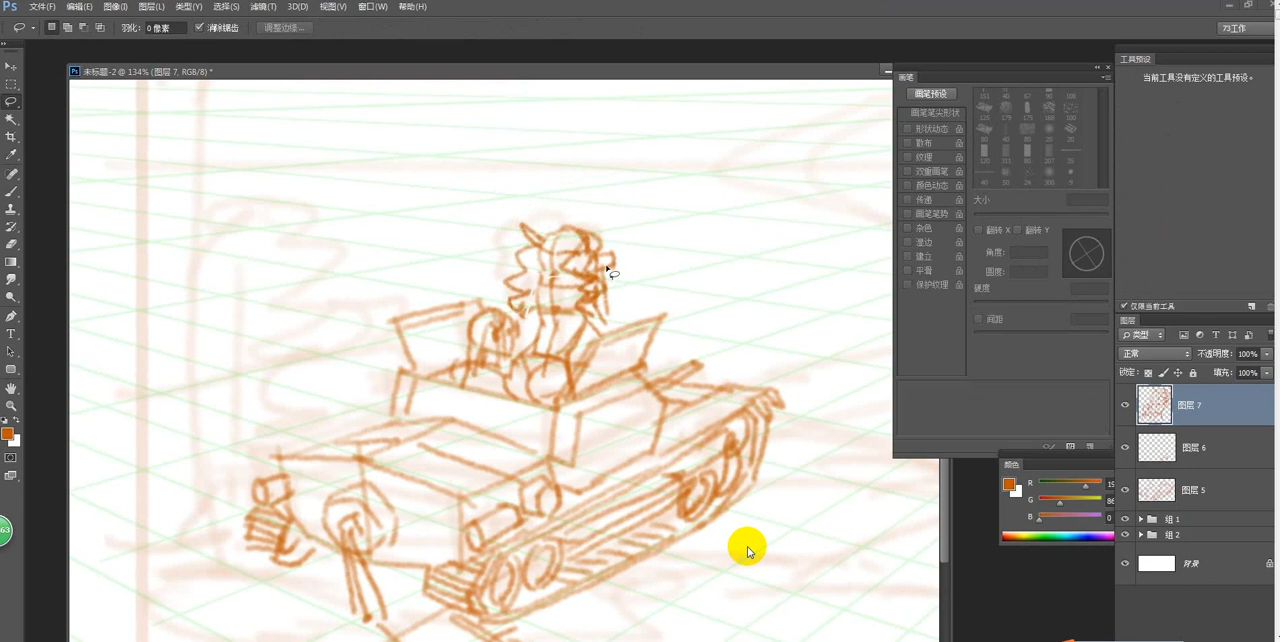 Ps 文件(F) 编辑(E) 图像(I) 图层(L) 类型(Y) 选择(S) 滤镜(T) 3D(D) 视图(V) 窗口(W) 帮助(H)
羽化: 0 像素 消除锯齿 调整边缘... 73工作
Ps 未标题-2 @ 134% (图层 7, RGB/8) *
63
画笔
画笔预设
画笔笔尖形状
形状动态
散布
纹理
双重画笔
颜色动态
传递
画笔笔势
杂色
湿边
建立
平滑
保护纹理
大小
翻转 X 翻转 Y
角度:
圆度:
硬度
间距
工具预设
当前工具没有定义的工具预设。
仅限当前工具
图层
类型
正常 不透明度: 100%
锁定: 填充: 100%
图层 7
图层 6
图层 5
组 1
组 2
背景
颜色
R
G 86
B 0